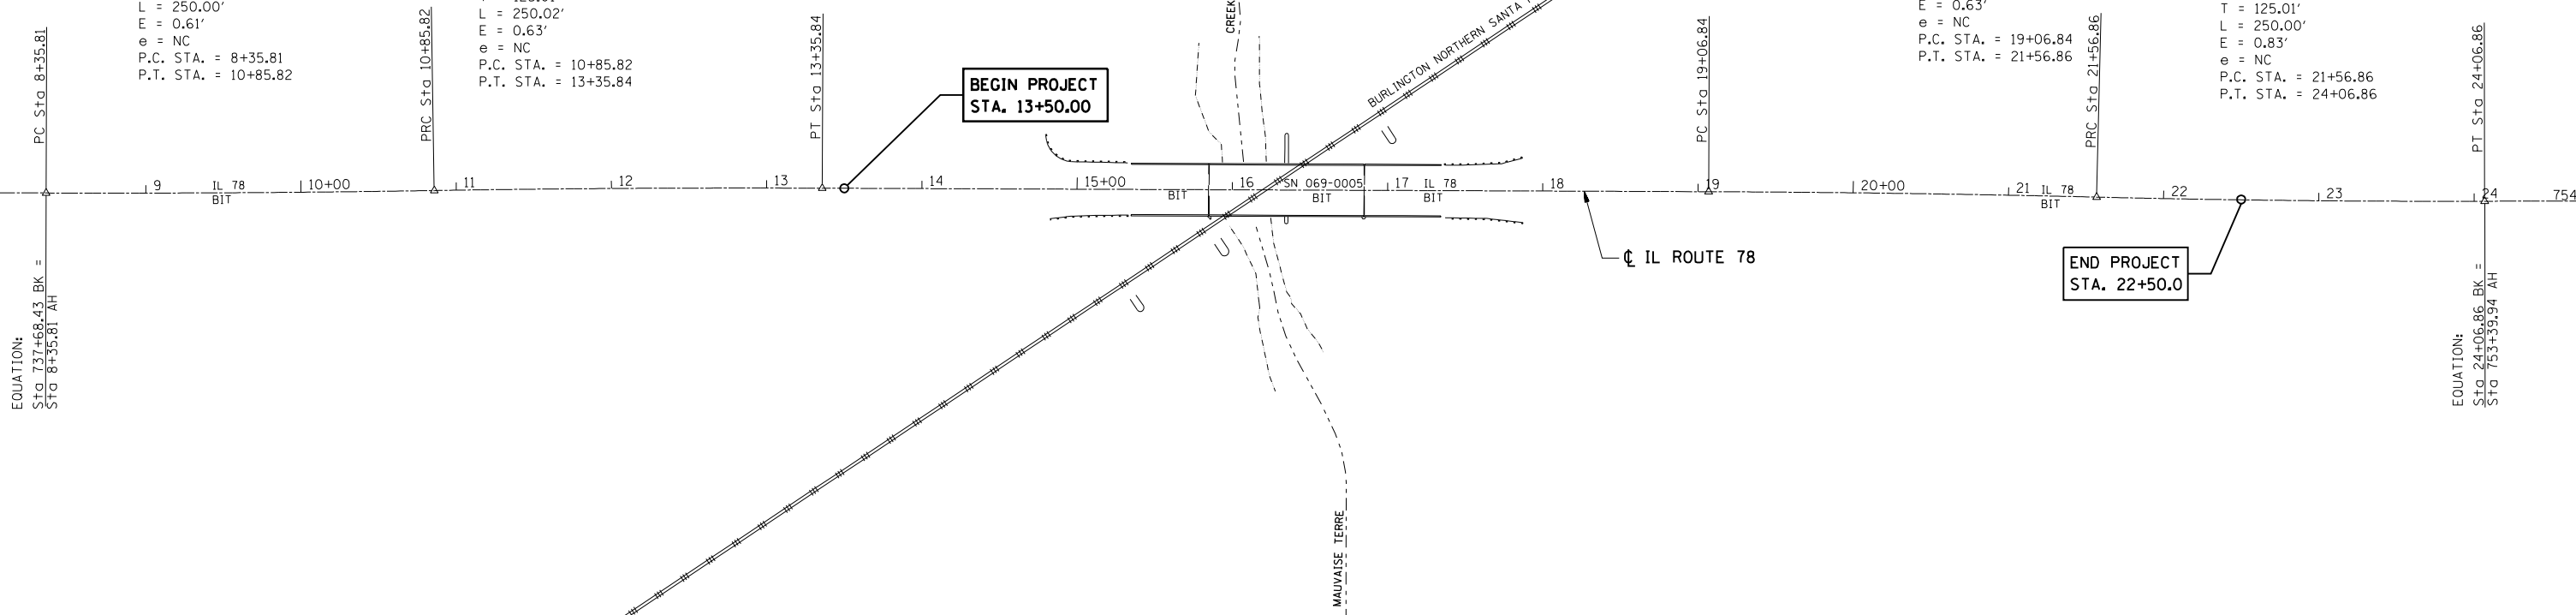 L = 250.00'
E = 0.61'
e = NC
P.C. STA. = 8+35.81
P.T. STA. = 10+85.82
L = 250.02'
E = 0.63'
e = NC
P.C. STA. = 10+85.82
P.T. STA. = 13+35.84
E = 0.63'
e = NC
P.C. STA. = 19+06.84
P.T. STA. = 21+56.86
T = 125.01'
L = 250.00'
E = 0.83'
e = NC
P.C. STA. = 21+56.86
P.T. STA. = 24+06.86
PC Sta 8+35.81
PRC Sta 10+85.82
PT Sta 13+35.84
BEGIN PROJECT
STA. 13+50.00
CREEK
BURLINGTON NORTHERN SANTA
PC Sta 19+06.84
PRC Sta 21+56.86
PT Sta 24+06.86
9
IL 78
BIT
10+00
11
12
13
14
15+00
BIT
16
SN 069-0005
BIT
17
IL 78
BIT
18
19
20+00
21
IL 78
BIT
22
23
24
754
℄ IL ROUTE 78
END PROJECT
STA. 22+50.0
EQUATION:
Sta 737+68.43 BK =
Sta 8+35.81 AH
MAUVAISE TERRE
EQUATION:
Sta 24+06.86 BK =
Sta 753+39.94 AH